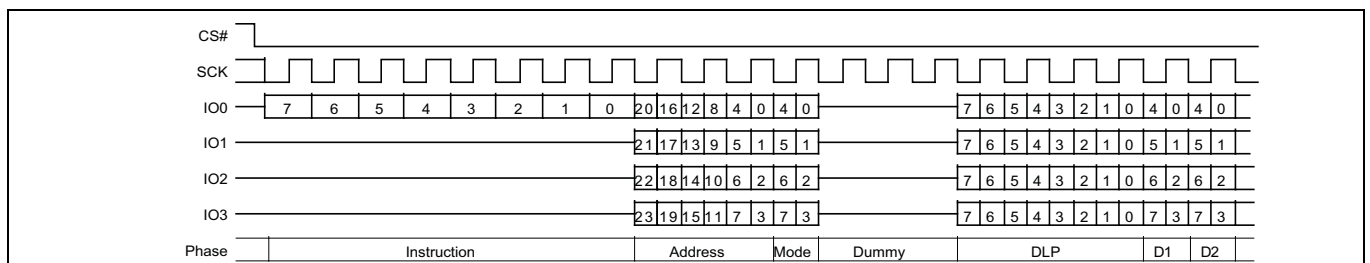 CS#
SCK
IO0 7 6 5 4 3 2 1 0 20 16 12 8 4 0 4 0 7 6 5 4 3 2 1 0 4 0 4 0
IO1 21 17 13 9 5 1 5 1 7 6 5 4 3 2 1 0 5 1 5 1
IO2 22 18 14 10 6 2 6 2 7 6 5 4 3 2 1 0 6 2 6 2
IO3 23 19 15 11 7 3 7 3 7 6 5 4 3 2 1 0 7 3 7 3
Phase Instruction Address Mode Dummy DLP D1 D2